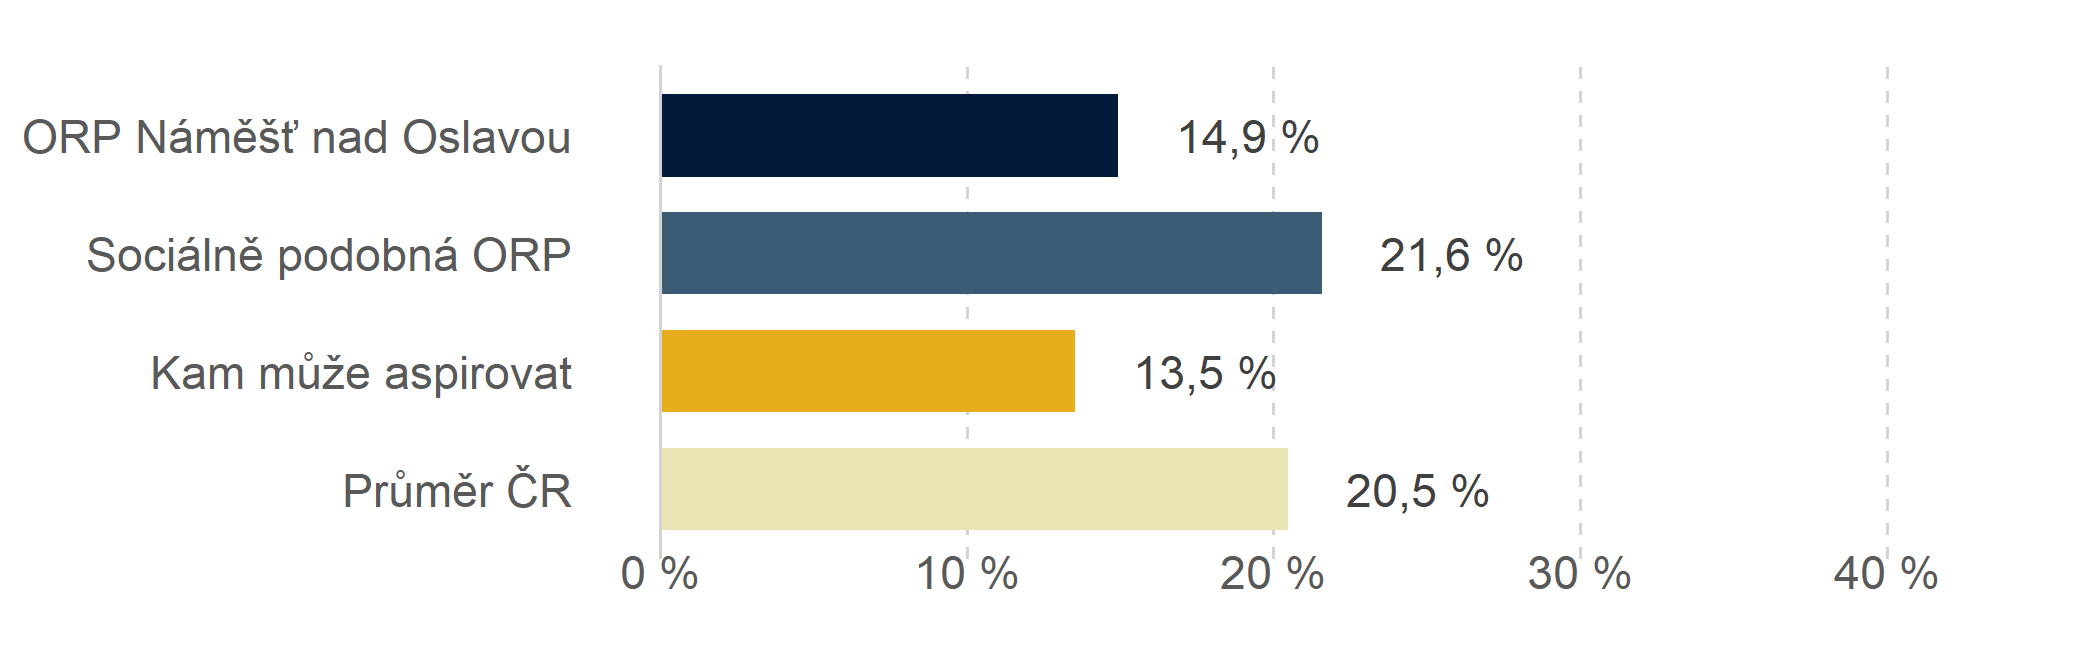 ORP Náměšť nad Oslavou
14,9 %
Sociálně podobná ORP
21,6 %
Kam může aspirovat
13,5 %
Průměr ČR
20,5 %
0 %
10 %
20 %
30 %
40 %